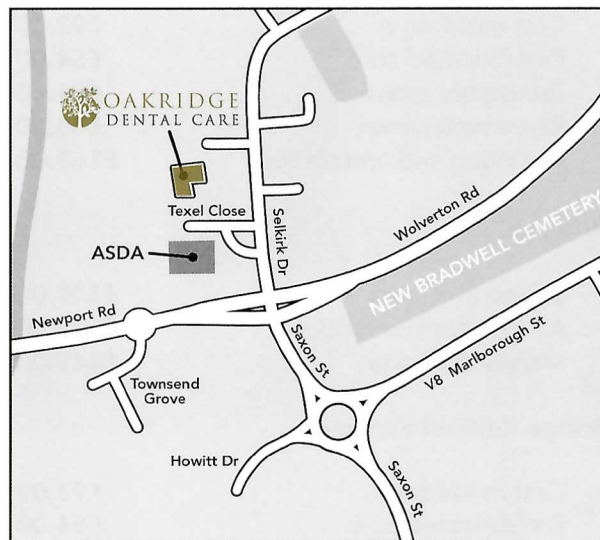 OAKRIDGE
DENTAL CARE
Texel Close
Selkirk Dr
ASDA
Wolverton Rd
NEW BRADWELL CEMETERY
Newport Rd
Saxon St
V8 Marlborough St
Townsend
Grove
Howitt Dr
Saxon St